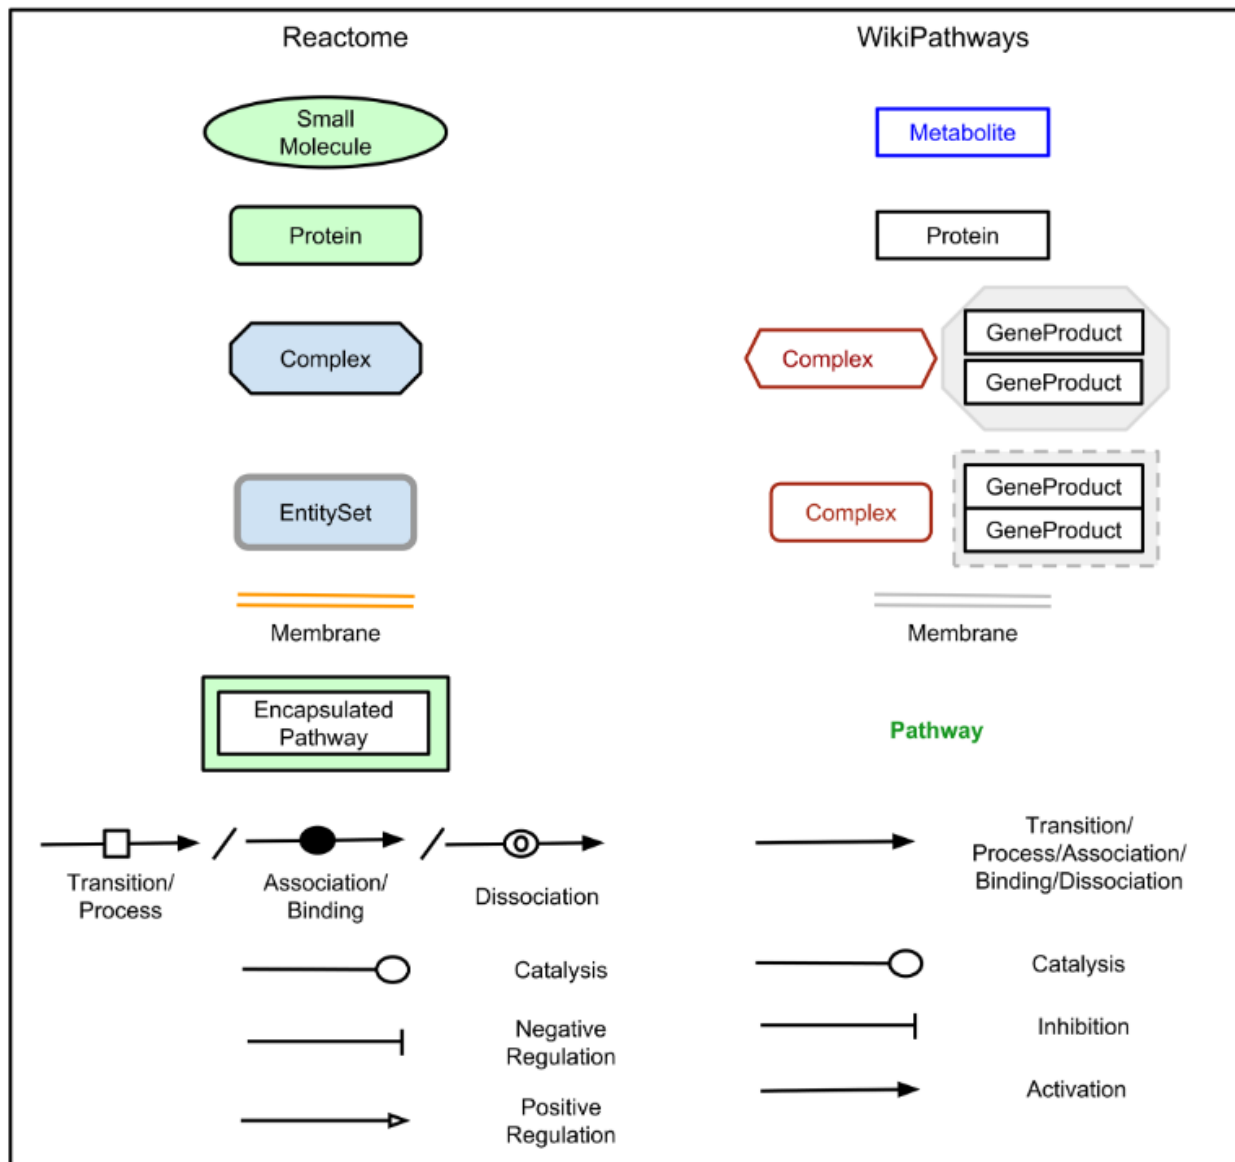 Reactome
WikiPathways
Small
Molecule
Metabolite
Protein
Protein
Complex
Complex
GeneProduct
GeneProduct
EntitySet
Complex
GeneProduct
GeneProduct
Membrane
Membrane
Encapsulated
Pathway
Pathway
Transition/
Process
Association/
Binding
Dissociation
Transition/
Process/Association/
Binding/Dissociation
Catalysis
Catalysis
Negative
Regulation
Inhibition
Positive
Regulation
Activation